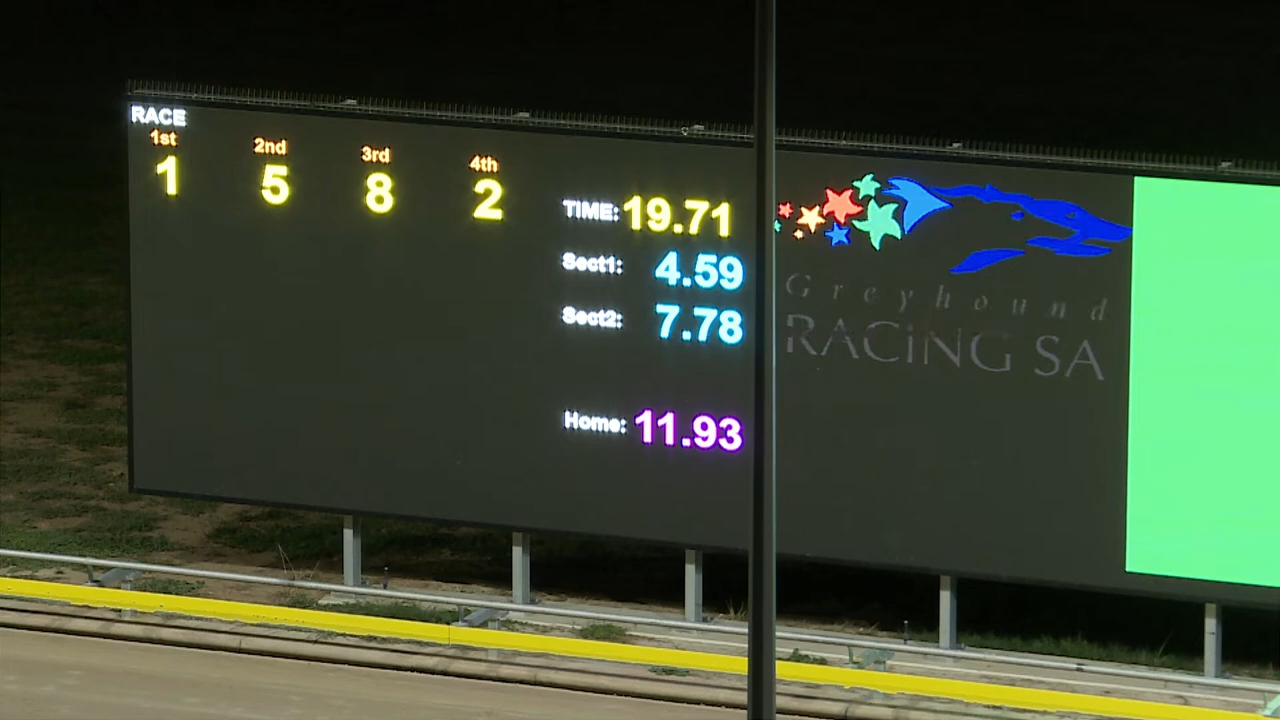 RACE
1st 2nd 3rd 4th
1 5 8 2
TIME: 19.71
Sect1: 4.59
Sect2: 7.78
Home: 11.93
Greyhound
RACiNG SA